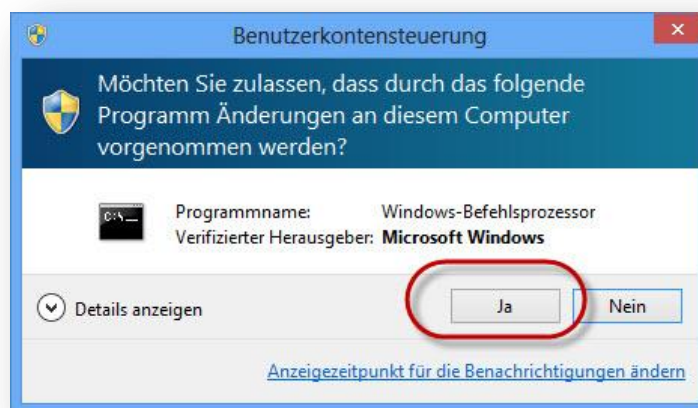 Benutzerkontensteuerung
Möchten Sie zulassen, dass durch das folgende
Programm Änderungen an diesem Computer
vorgenommen werden?
C:\_
Programmname: Windows-Befehlsprozessor
Verifizierter Herausgeber: Microsoft Windows
Details anzeigen Ja Nein
Anzeigezeitpunkt für die Benachrichtigungen ändern